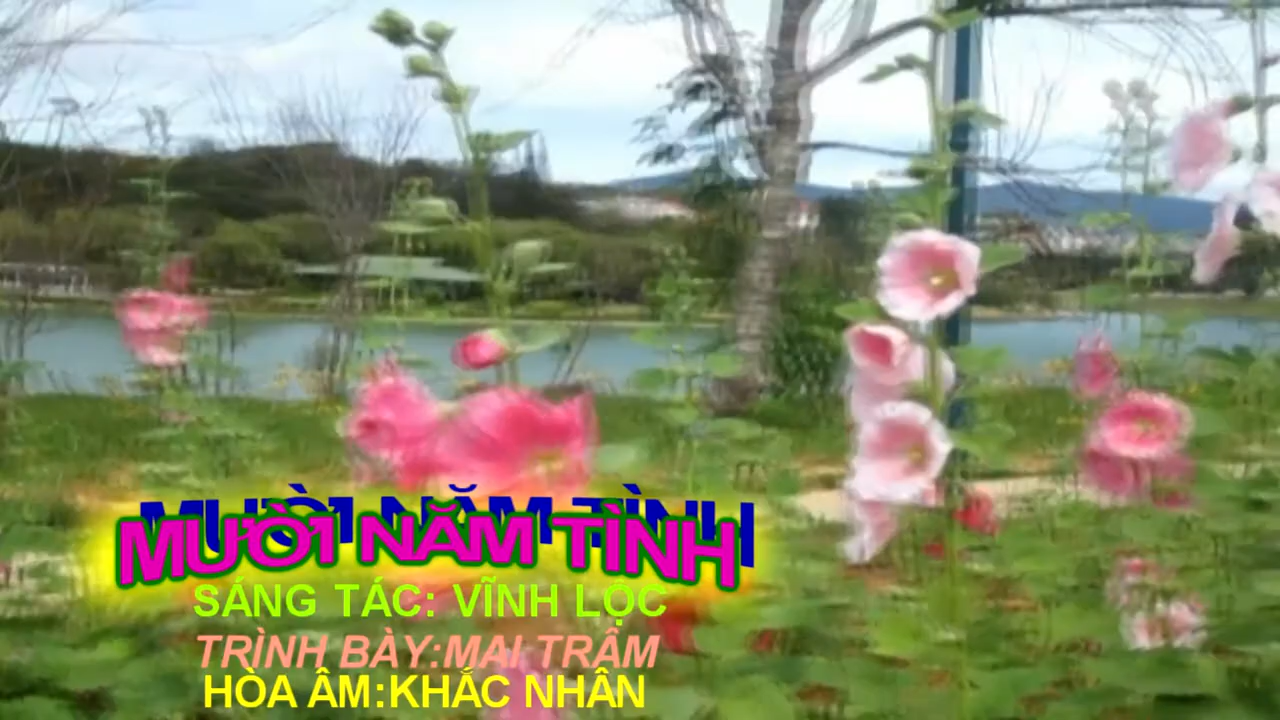 MƯỜI NĂM TÌNH
SÁNG TÁC: VĨNH LỘC
TRÌNH BÀY:MAI TRÂM
HÒA ÂM:KHẮC NHÂN